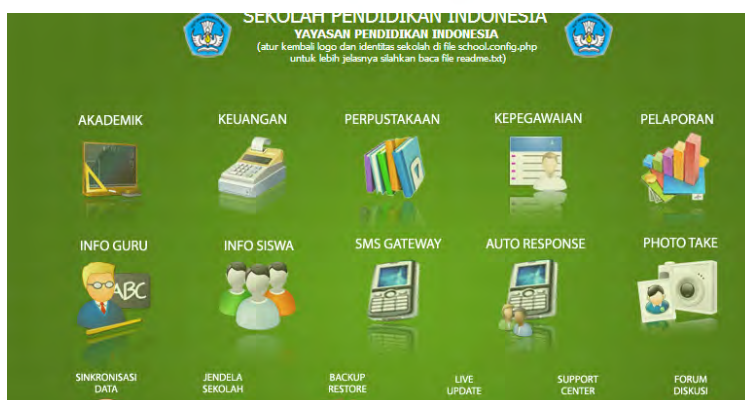 SEKOLAH PENDIDIKAN INDONESIA
YAYASAN PENDIDIKAN INDONESIA
(atur kembali logo dan identitas sekolah di file school.config.php
untuk lebih jelasnya silahkan baca file readme.txt)
AKADEMIK
KEUANGAN
PERPUSTAKAAN
KEPEGAWAIAN
PELAPORAN
INFO GURU
INFO SISWA
SMS GATEWAY
AUTO RESPONSE
PHOTO TAKE
ABC
SINKRONISASI
DATA
JENDELA
SEKOLAH
BACKUP
RESTORE
LIVE
UPDATE
SUPPORT
CENTER
FORUM
DISKUSI